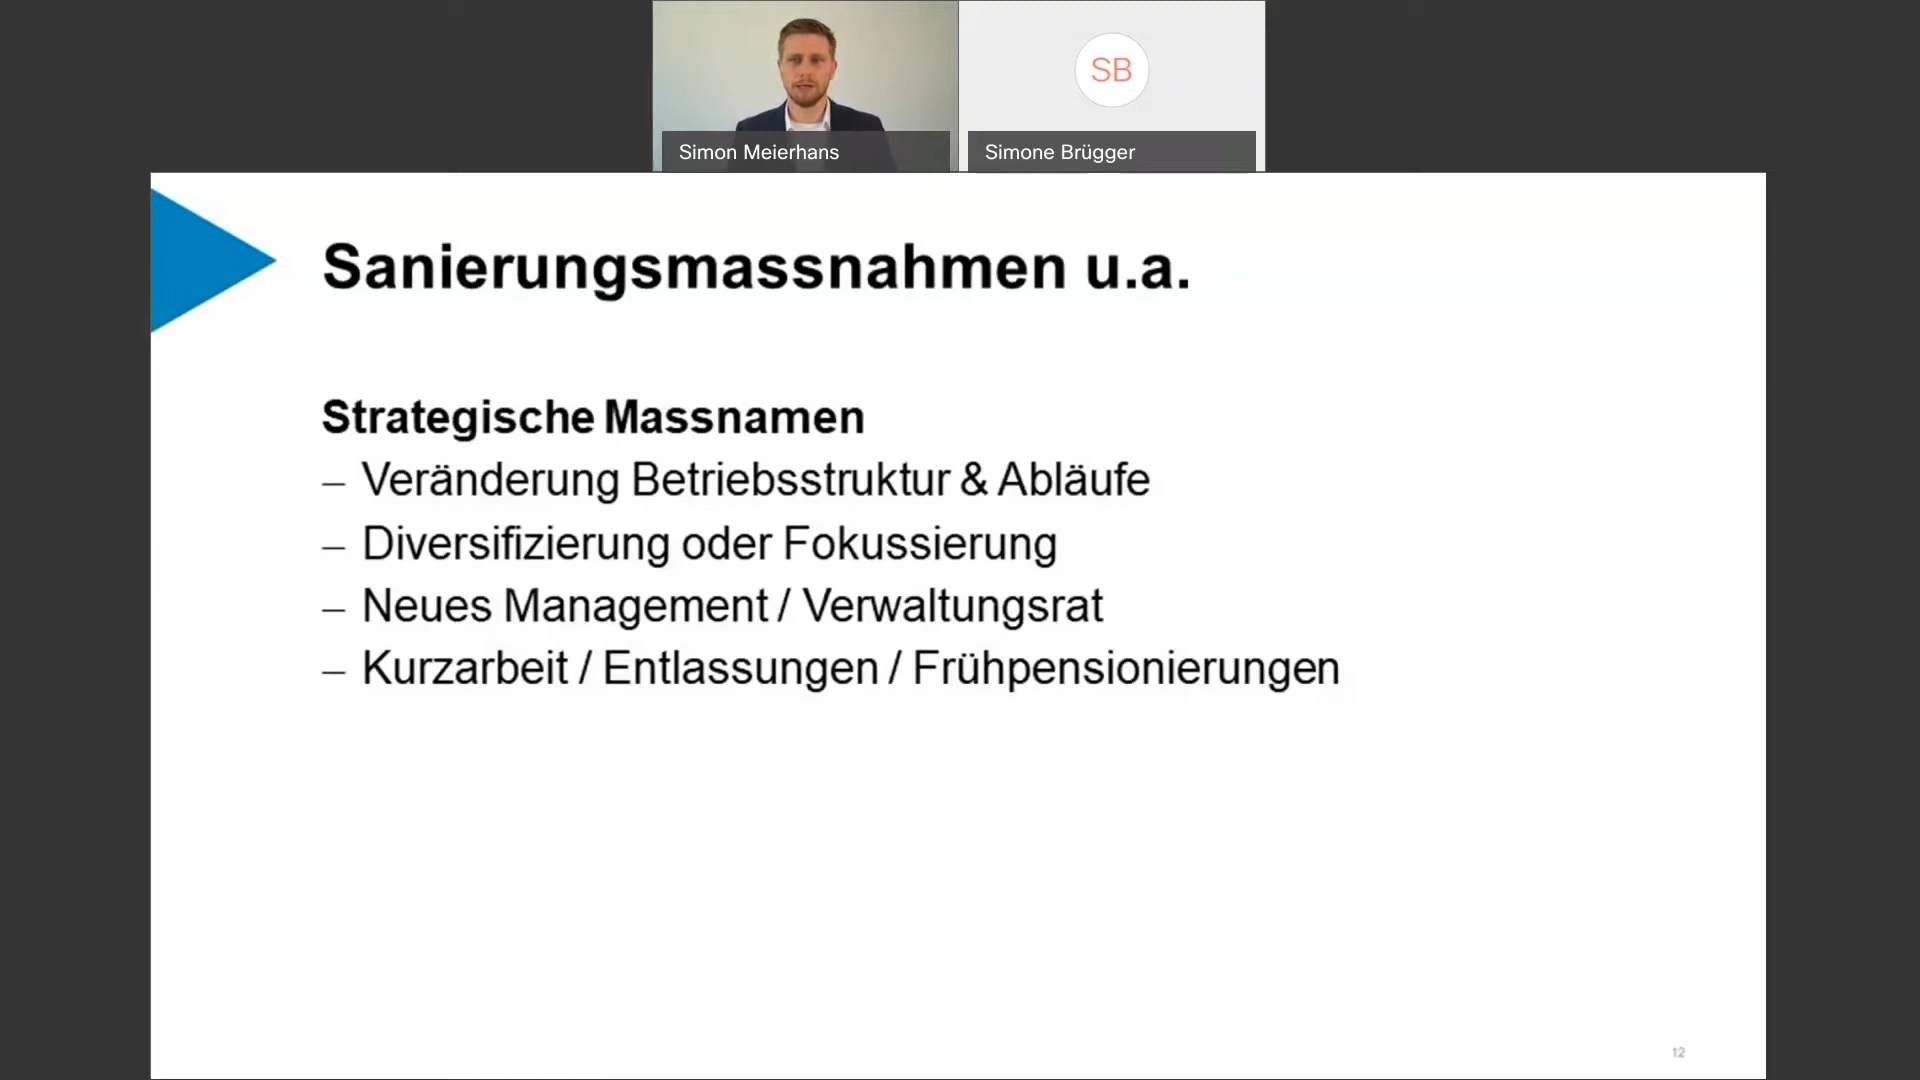 SB
Simon Meierhans
Simone Brügger
Sanierungsmassnahmen u.a.
Strategische Massnamen
– Veränderung Betriebsstruktur & Abläufe
– Diversifizierung oder Fokussierung
– Neues Management / Verwaltungsrat
– Kurzarbeit / Entlassungen / Frühpensionierungen
12